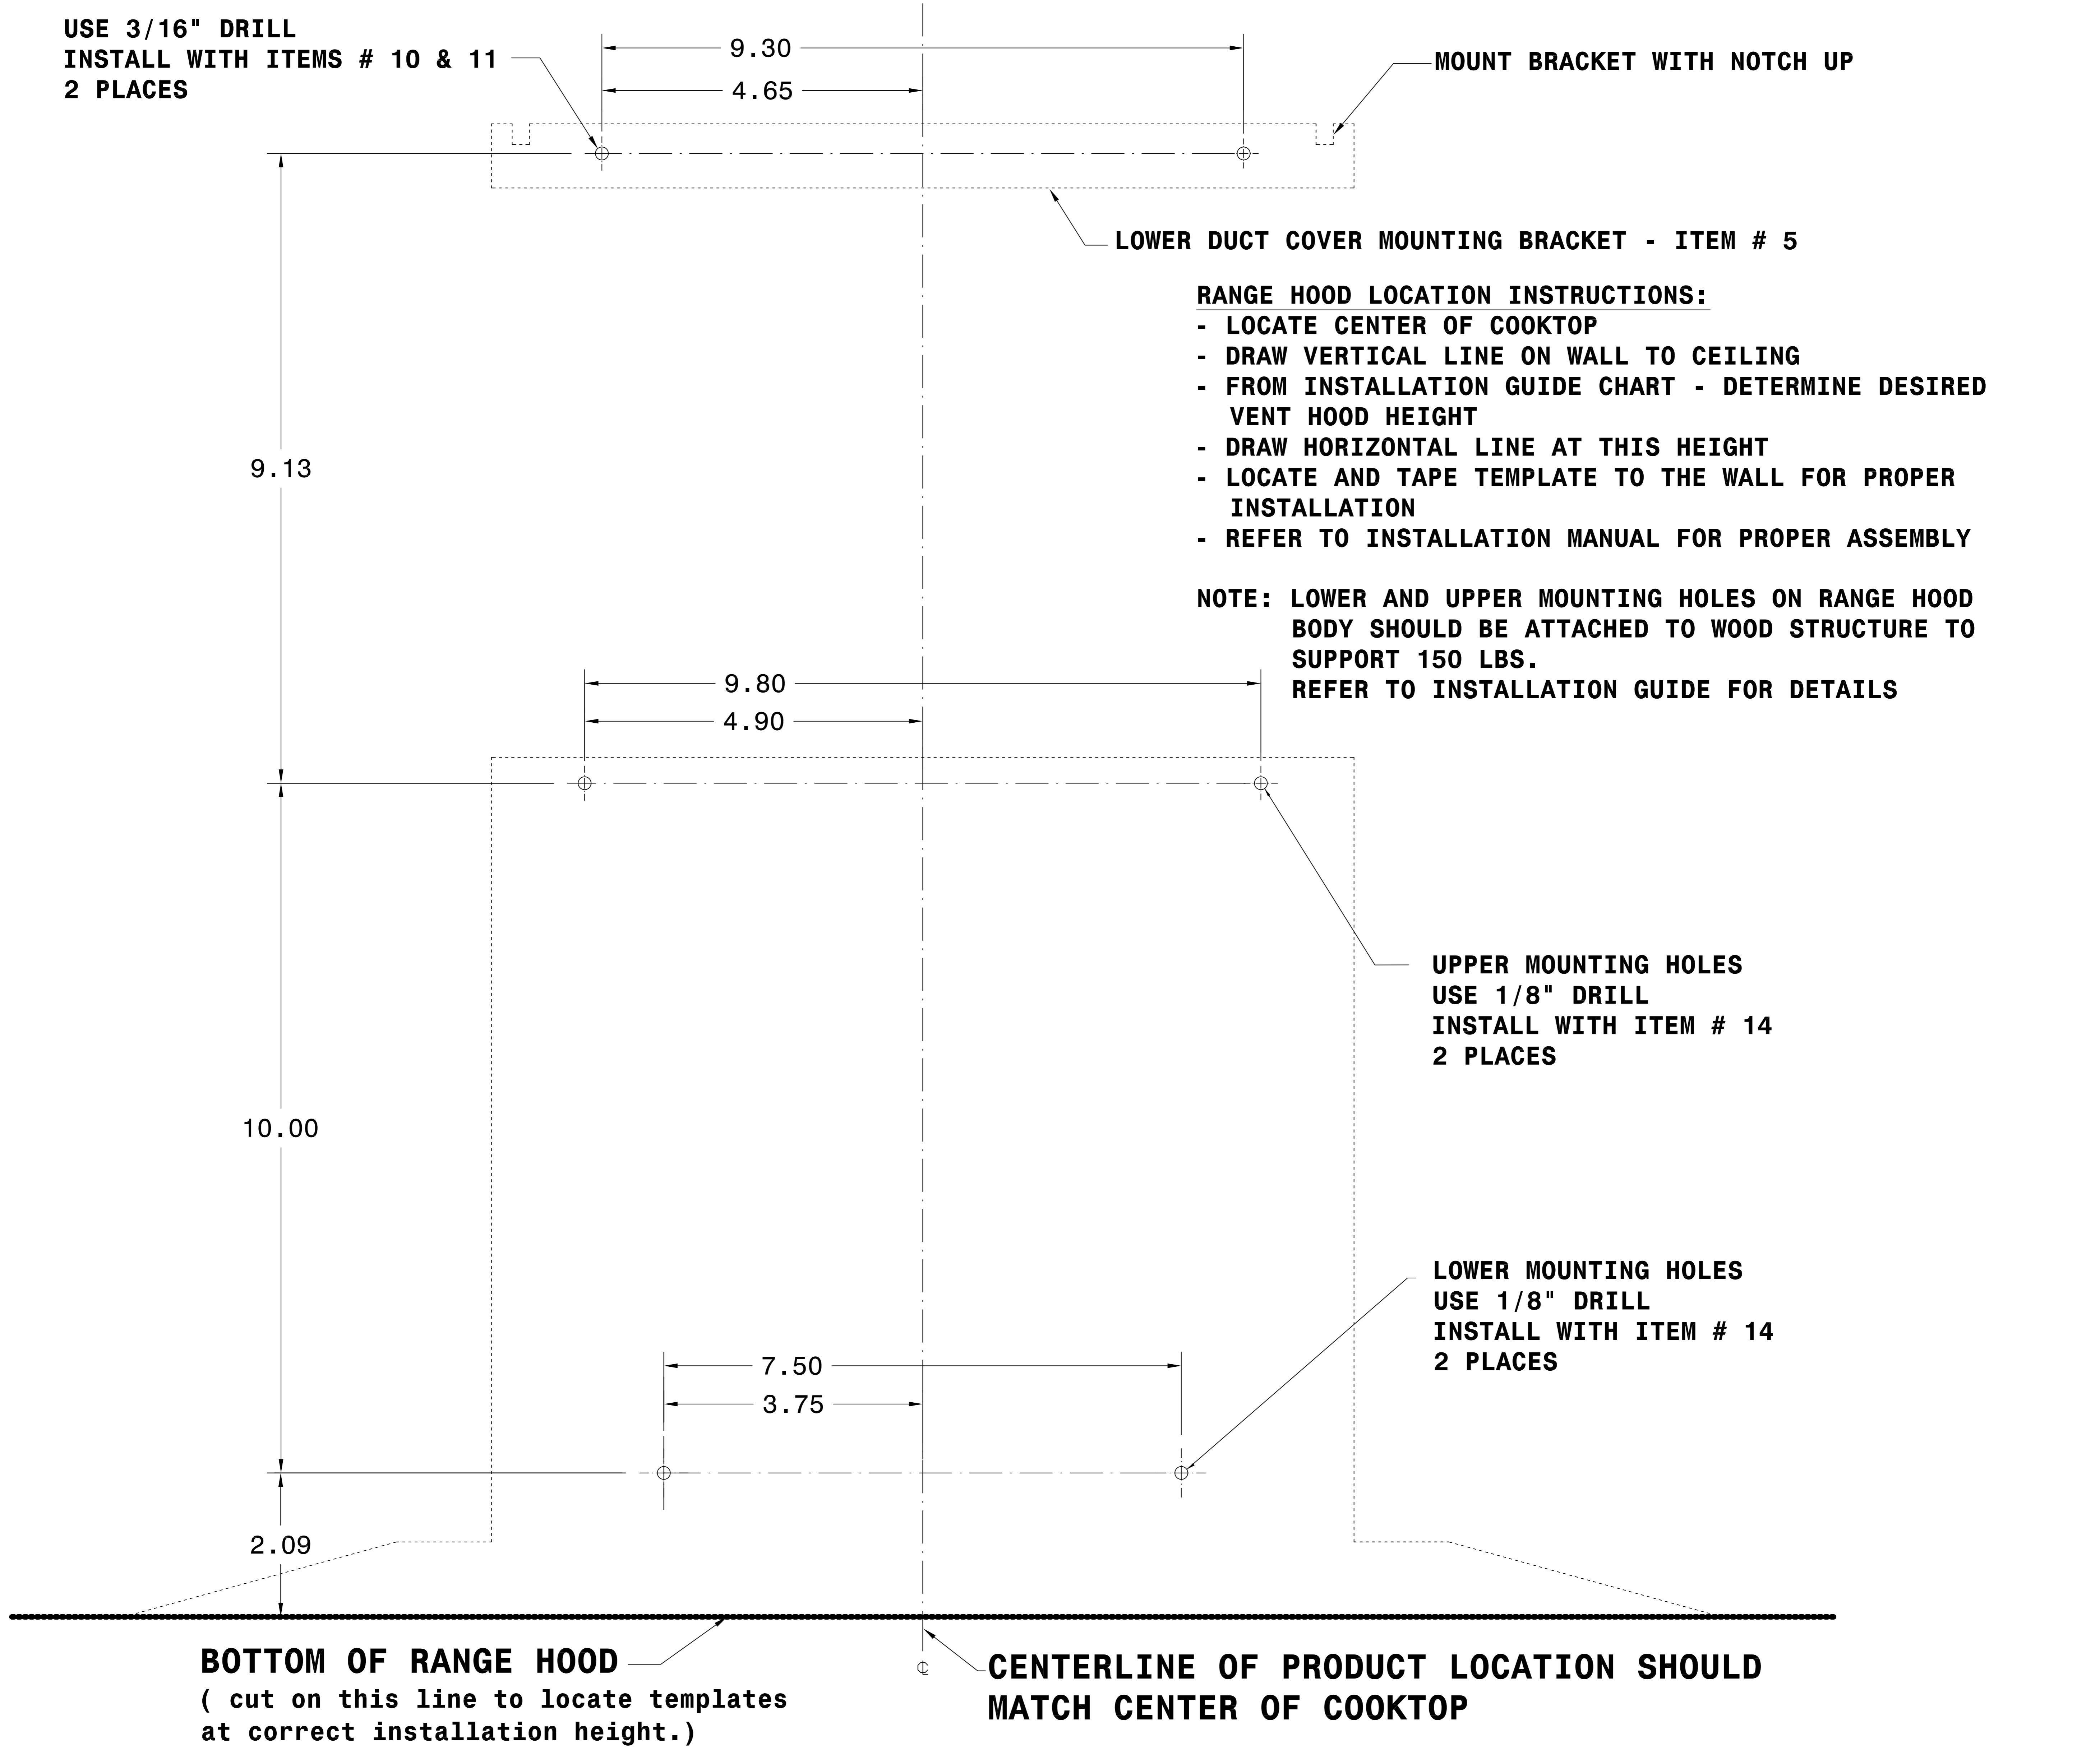 USE 3/16" DRILL
INSTALL WITH ITEMS # 10 & 11
2 PLACES
9.30
4.65
MOUNT BRACKET WITH NOTCH UP
LOWER DUCT COVER MOUNTING BRACKET - ITEM # 5
RANGE HOOD LOCATION INSTRUCTIONS:
- LOCATE CENTER OF COOKTOP
- DRAW VERTICAL LINE ON WALL TO CEILING
- FROM INSTALLATION GUIDE CHART - DETERMINE DESIRED
VENT HOOD HEIGHT
- DRAW HORIZONTAL LINE AT THIS HEIGHT
- LOCATE AND TAPE TEMPLATE TO THE WALL FOR PROPER
INSTALLATION
- REFER TO INSTALLATION MANUAL FOR PROPER ASSEMBLY
NOTE: LOWER AND UPPER MOUNTING HOLES ON RANGE HOOD
BODY SHOULD BE ATTACHED TO WOOD STRUCTURE TO
SUPPORT 150 LBS.
REFER TO INSTALLATION GUIDE FOR DETAILS
9.13
9.80
4.90
UPPER MOUNTING HOLES
USE 1/8" DRILL
INSTALL WITH ITEM # 14
2 PLACES
10.00
LOWER MOUNTING HOLES
USE 1/8" DRILL
INSTALL WITH ITEM # 14
2 PLACES
7.50
3.75
2.09
BOTTOM OF RANGE HOOD
( cut on this line to locate templates
at correct installation height.)
℄
CENTERLINE OF PRODUCT LOCATION SHOULD
MATCH CENTER OF COOKTOP